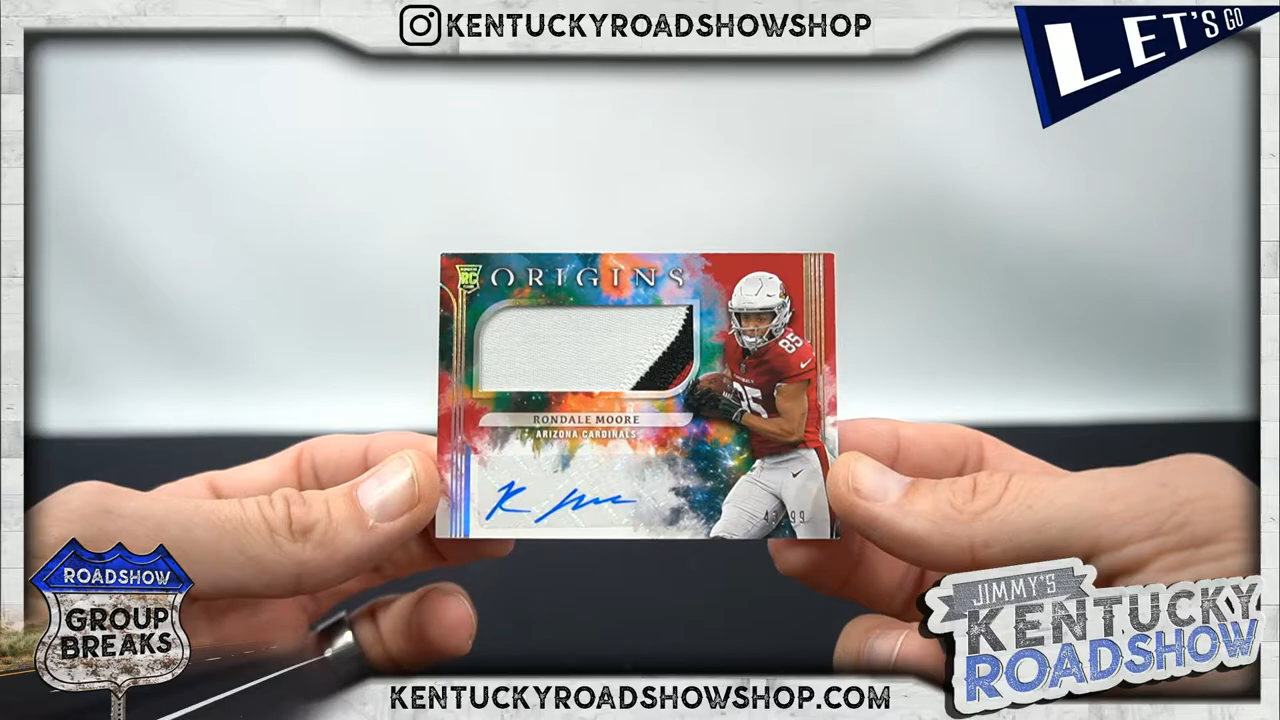 KENTUCKYROADSHOWSHOP
LET'S GO
RC
ORIGINS
85
RONDALE MOORE
ARIZONA CARDINALS
ROADSHOW
GROUP
BREAKS
JIMMY'S
KENTUCKY
ROADSHOW
KENTUCKYROADSHOWSHOP.COM